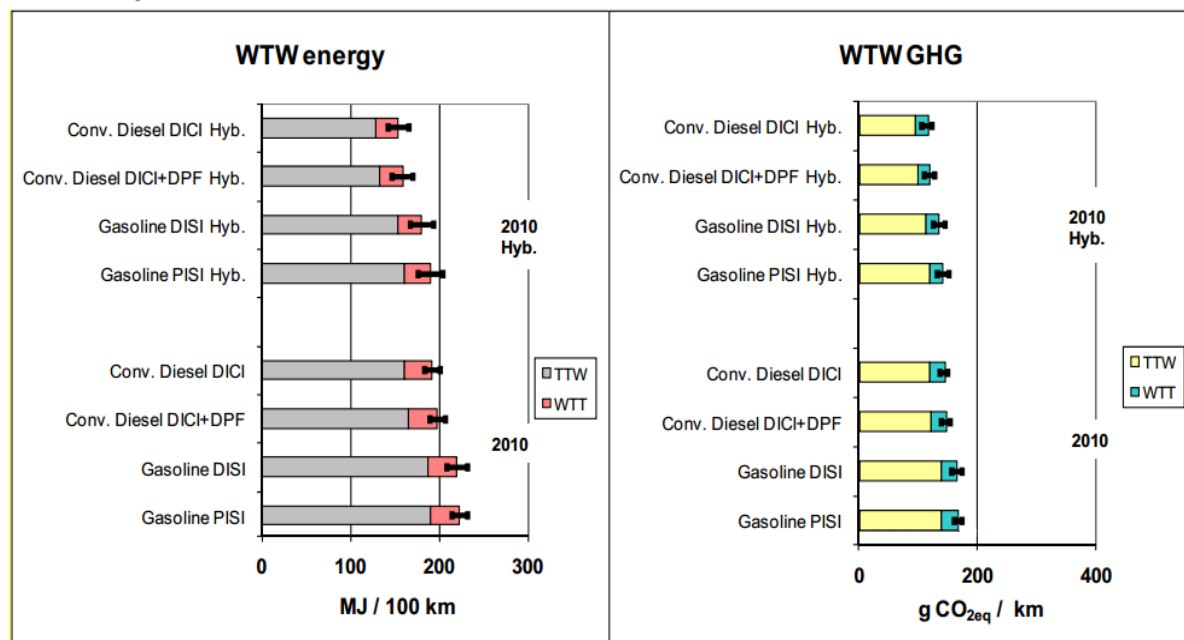 WTW energy
Conv. Diesel DICI Hyb.
Conv. Diesel DICI+DPF Hyb.
Gasoline DISI Hyb.
Gasoline PISI Hyb.
Conv. Diesel DICI
Conv. Diesel DICI+DPF
Gasoline DISI
Gasoline PISI
2010
Hyb.
2010
TTW
WTT
0 100 200 300
MJ / 100 km
WTW GHG
Conv. Diesel DICI Hyb.
Conv. Diesel DICI+DPF Hyb.
Gasoline DISI Hyb.
Gasoline PISI Hyb.
Conv. Diesel DICI
Conv. Diesel DICI+DPF
Gasoline DISI
Gasoline PISI
2010
Hyb.
2010
TTW
WTT
0 200 400
g CO2eq / km